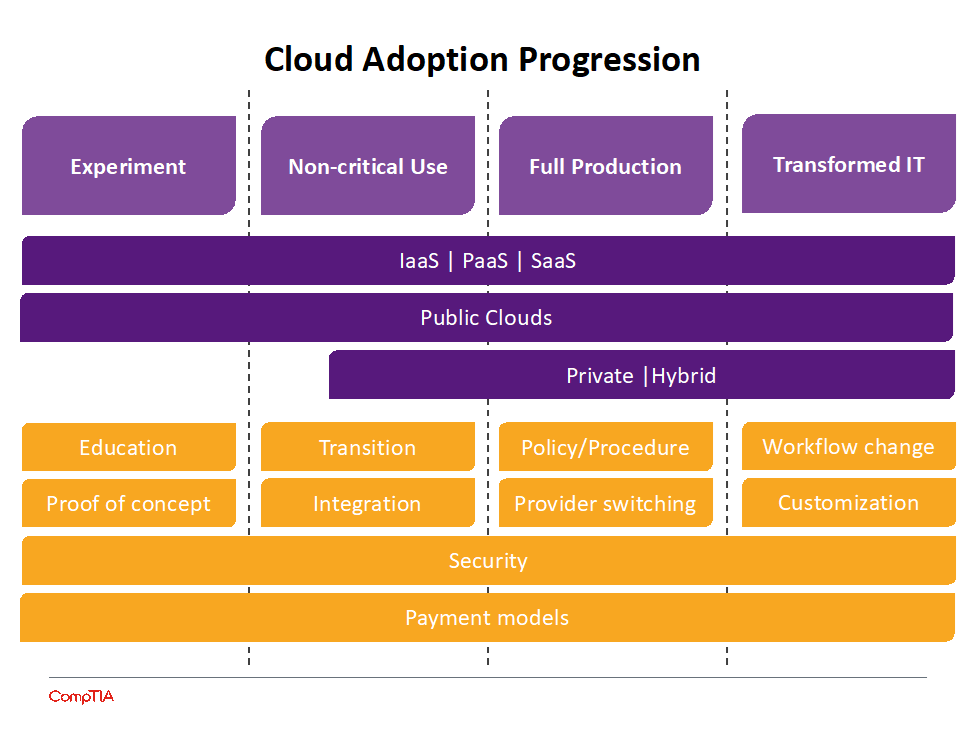 Cloud Adoption Progression
Experiment
Non-critical Use
Full Production
Transformed IT
IaaS | PaaS | SaaS
Public Clouds
Private |Hybrid
Education
Transition
Policy/Procedure
Workflow change
Proof of concept
Integration
Provider switching
Customization
Security
Payment models
CompTIA